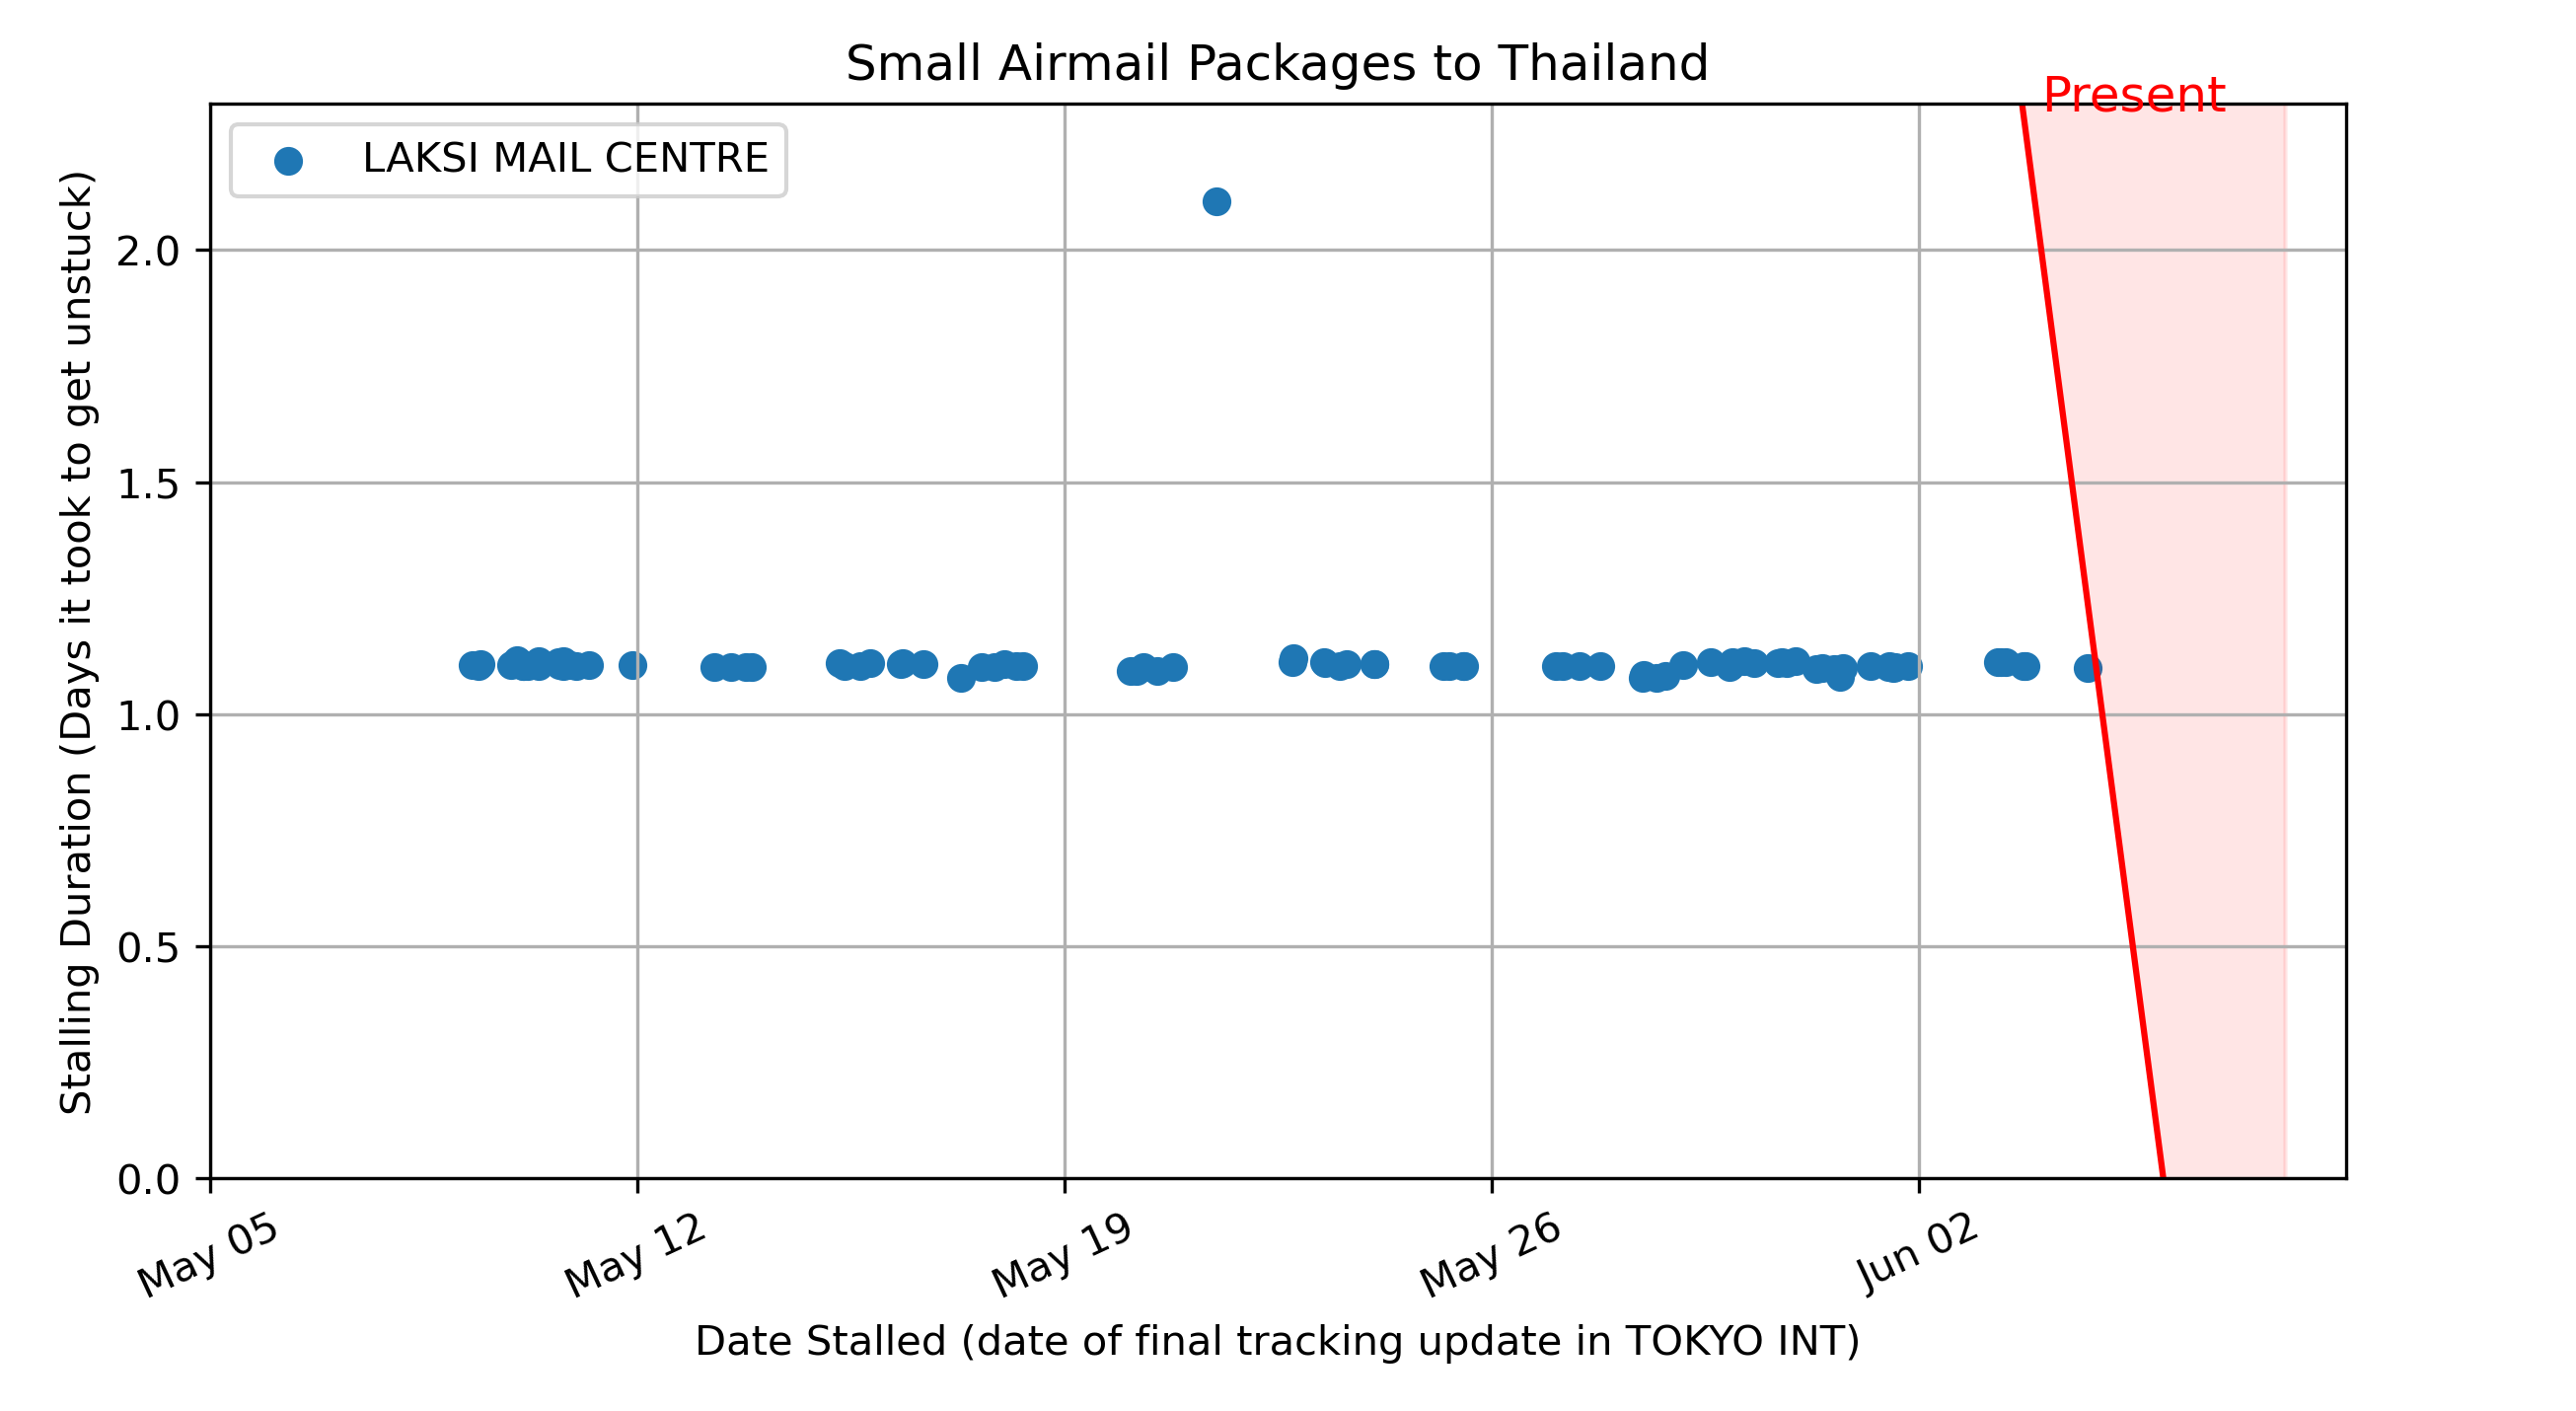 Small Airmail Packages to Thailand
Present
LAKSI MAIL CENTRE
Stalling Duration (Days it took to get unstuck)
2.0
1.5
1.0
0.5
0.0
May 05
May 12
May 19
May 26
Jun 02
Date Stalled (date of final tracking update in TOKYO INT)